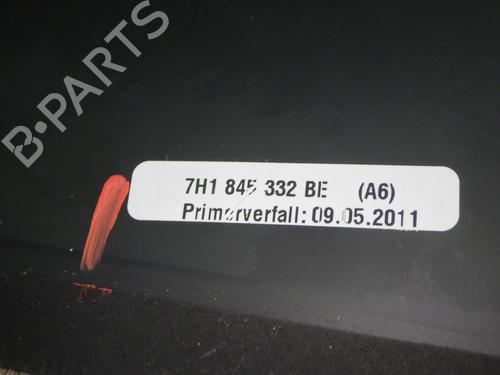 B-PARTS
7H1 845 332 BE (A6)
Primerverfall: 09.05.2011